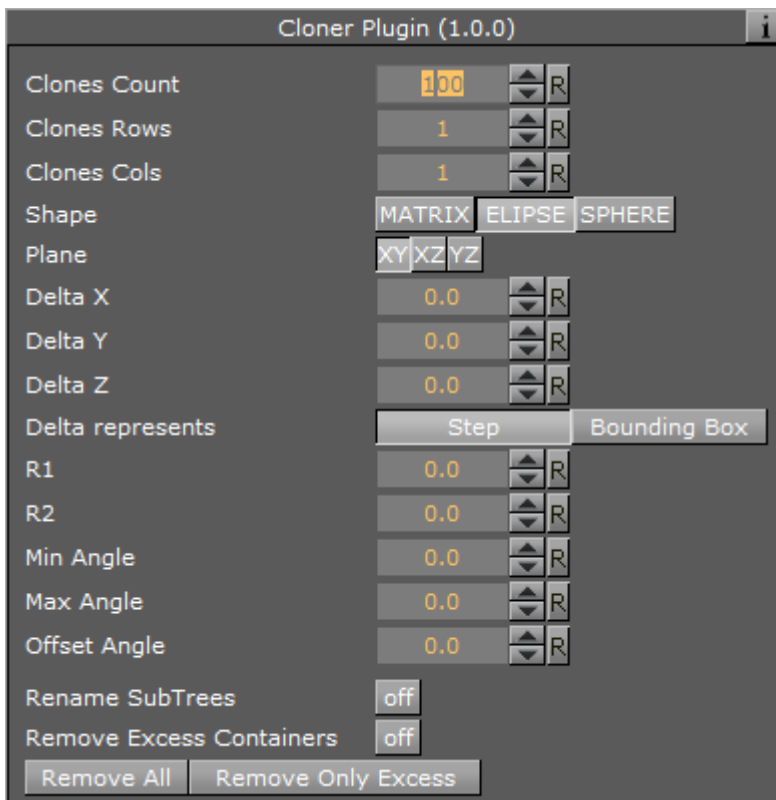 Cloner Plugin (1.0.0) i
Clones Count 100 R
Clones Rows 1 R
Clones Cols 1 R
Shape MATRIX ELIPSE SPHERE
Plane XY XZ YZ
Delta X 0.0 R
Delta Y 0.0 R
Delta Z 0.0 R
Delta represents Step Bounding Box
R1 0.0 R
R2 0.0 R
Min Angle 0.0 R
Max Angle 0.0 R
Offset Angle 0.0 R
Rename SubTrees off
Remove Excess Containers off
Remove All Remove Only Excess